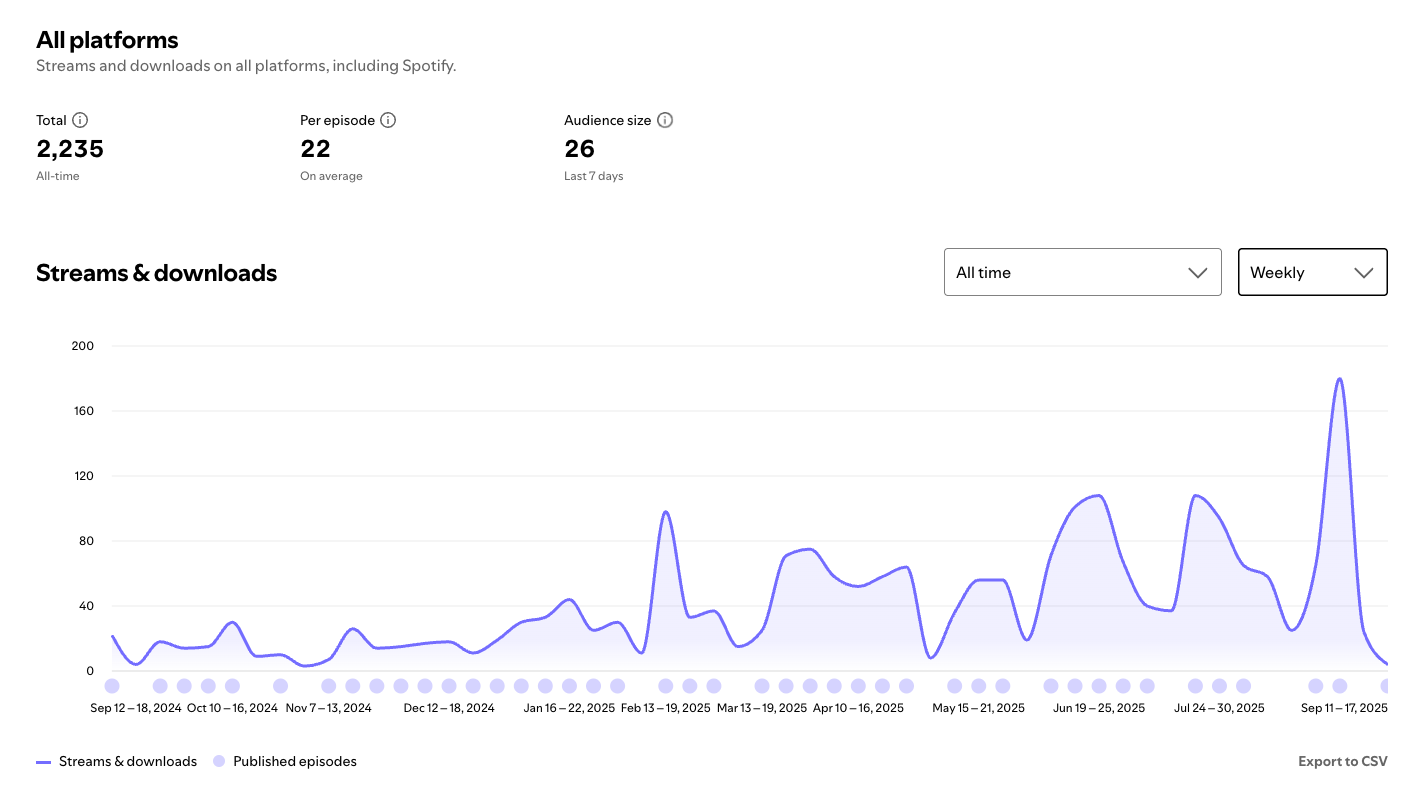 All platforms
Streams and downloads on all platforms, including Spotify.
Total Per episode Audience size
2,235 22 26
All-time On average Last 7 days
Streams & downloads All time Weekly
200
160
120
80
40
0
Sep 12 – 18, 2024 Oct 10 – 16, 2024 Nov 7 – 13, 2024 Dec 12 – 18, 2024 Jan 16 – 22, 2025 Feb 13 – 19, 2025 Mar 13 – 19, 2025 Apr 10 – 16, 2025 May 15 – 21, 2025 Jun 19 – 25, 2025 Jul 24 – 30, 2025 Sep 11 – 17, 2025
Streams & downloads Published episodes Export to CSV